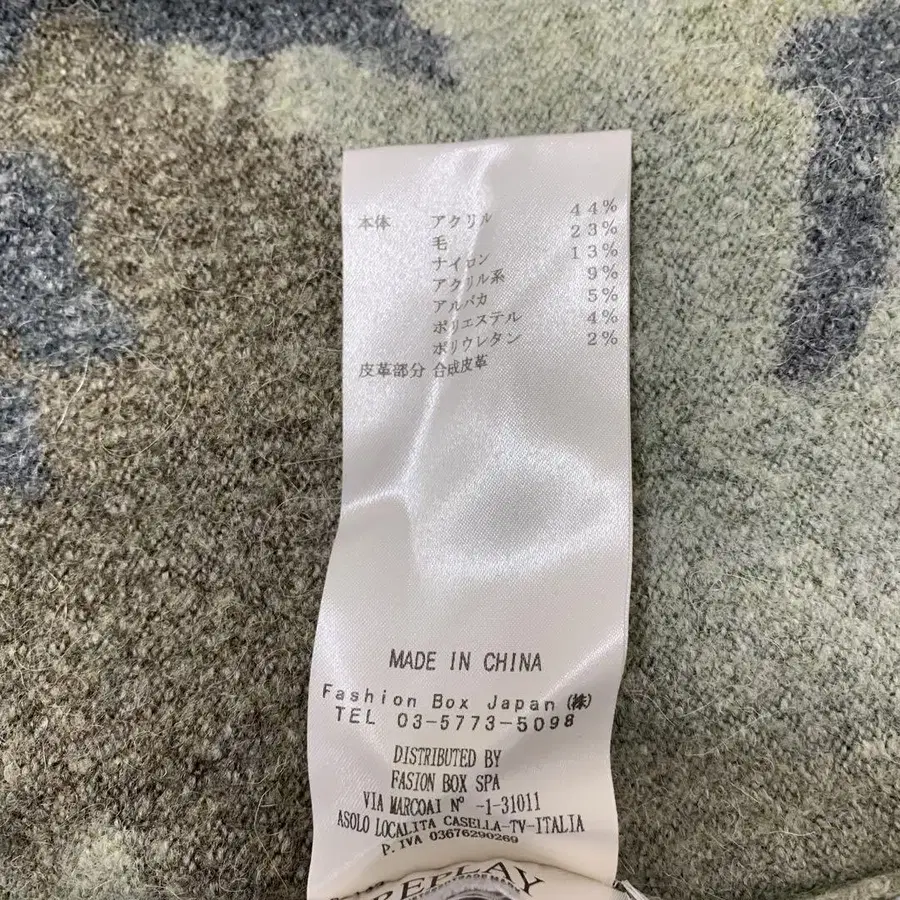 本体 アクリル 44%
毛 23%
ナイロン 13%
アクリル系 9%
アルパカ 5%
ポリエステル 4%
ポリウレタン 2%
皮革部分 合成皮革
MADE IN CHINA
Fashion Box Japan (株)
TEL 03-5773-5098
DISTRIBUTED BY
FASION BOX SPA
VIA MARCOAI Nº -1-31011
ASOLO LOCALITA CASELLA-TV-ITALIA
P. IVA 03676290269
REPLAY